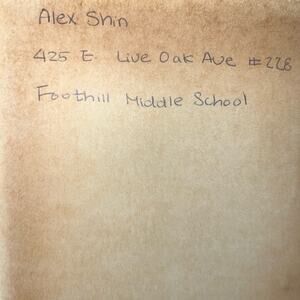 Alex Shin
425 E Live Oak Ave #228
Foothill Middle School